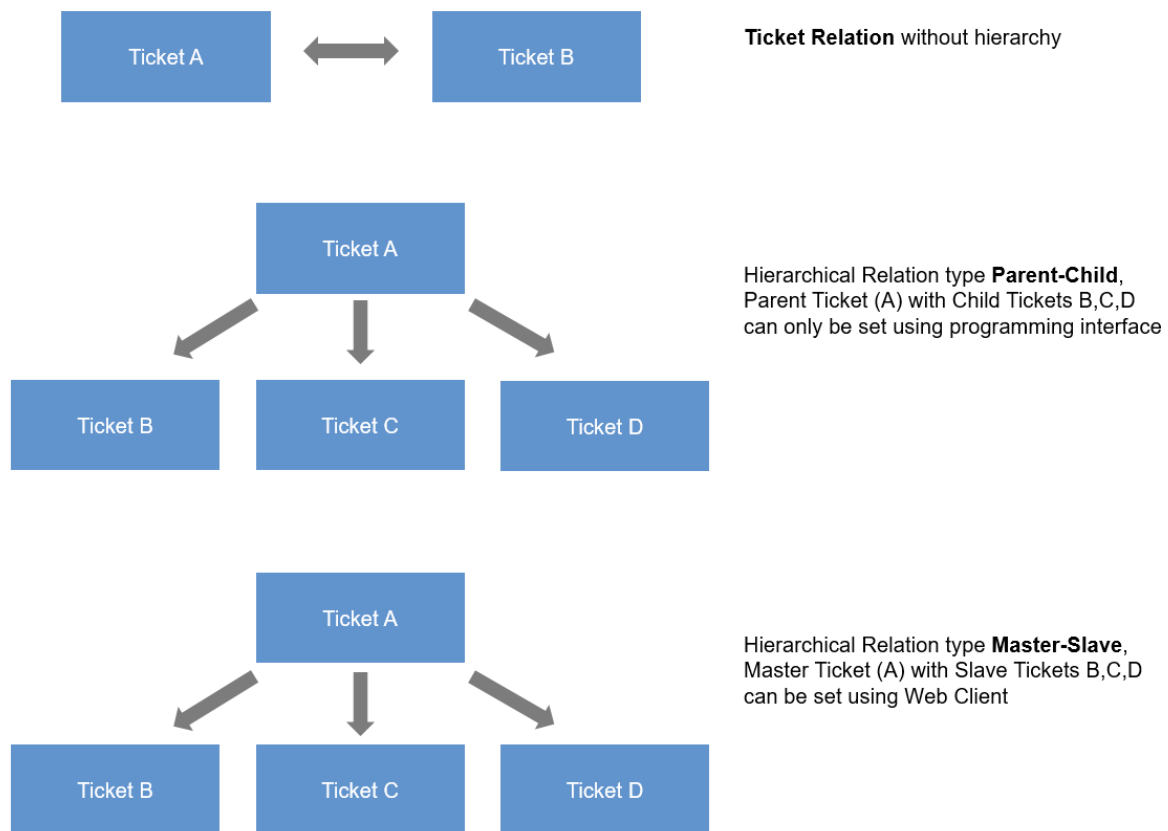 Ticket A
Ticket B
Ticket Relation without hierarchy
Ticket A
Hierarchical Relation type Parent-Child,
Parent Ticket (A) with Child Tickets B,C,D
can only be set using programming interface
Ticket B
Ticket C
Ticket D
Ticket A
Hierarchical Relation type Master-Slave,
Master Ticket (A) with Slave Tickets B,C,D
can be set using Web Client
Ticket B
Ticket C
Ticket D